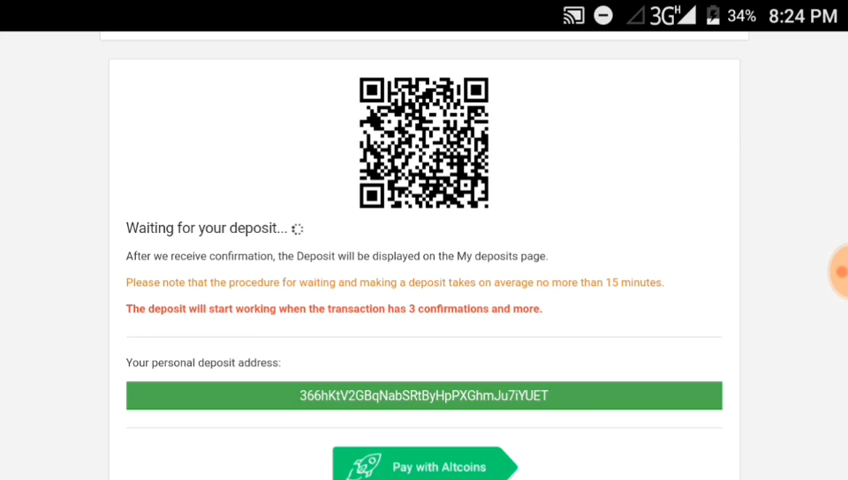 3G H 34% 8:24 PM
Waiting for your deposit...
After we receive confirmation, the Deposit will be displayed on the My deposits page.
Please note that the procedure for waiting and making a deposit takes on average no more than 15 minutes.
The deposit will start working when the transaction has 3 confirmations and more.
Your personal deposit address:
366hKtV2GBqNabSRtByHpPXGhmJu7iYUET
Pay with Altcoins